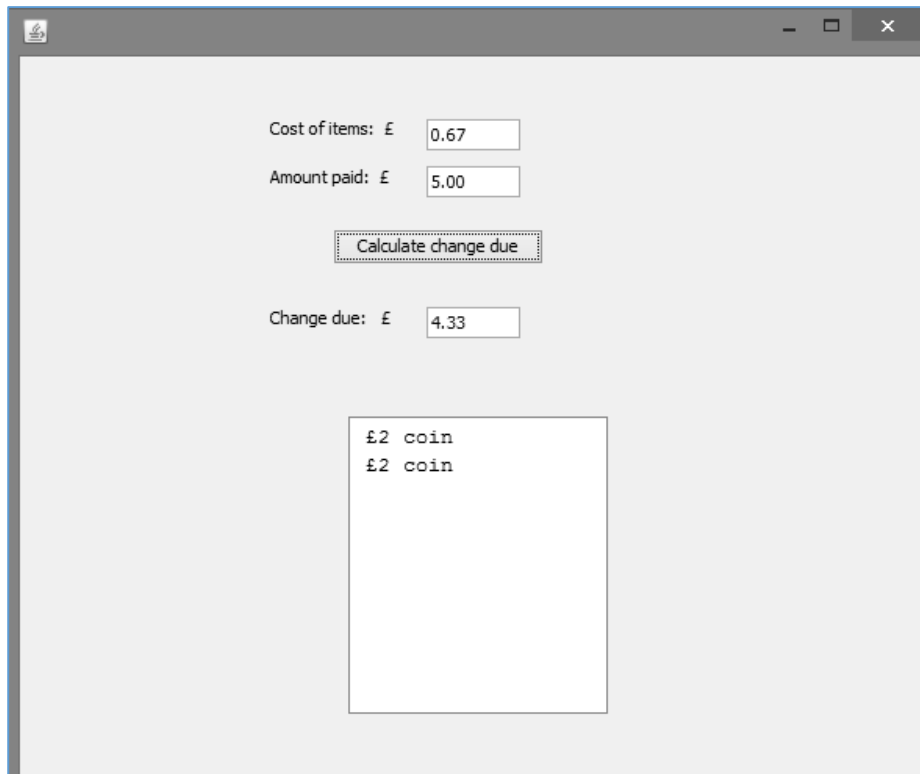 Cost of items: £ 0.67
Amount paid: £ 5.00
Calculate change due
Change due: £ 4.33
£2 coin
£2 coin